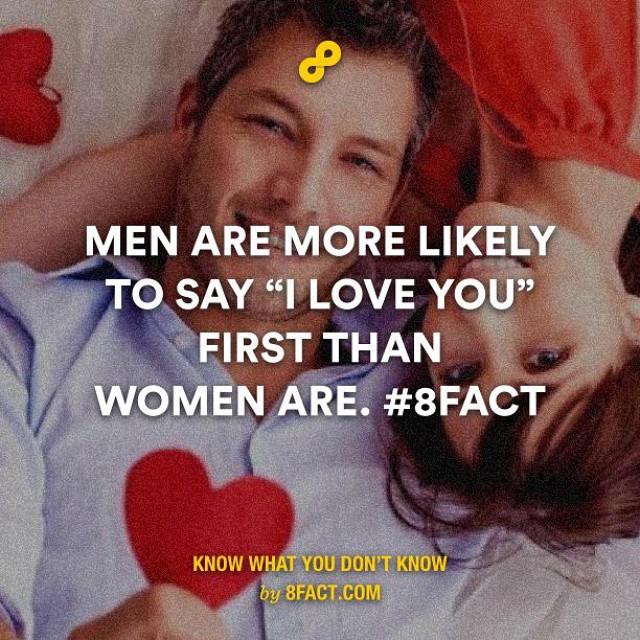 MEN ARE MORE LIKELY
TO SAY “I LOVE YOU”
FIRST THAN
WOMEN ARE. #8FACT
KNOW WHAT YOU DON’T KNOW
by 8FACT.COM